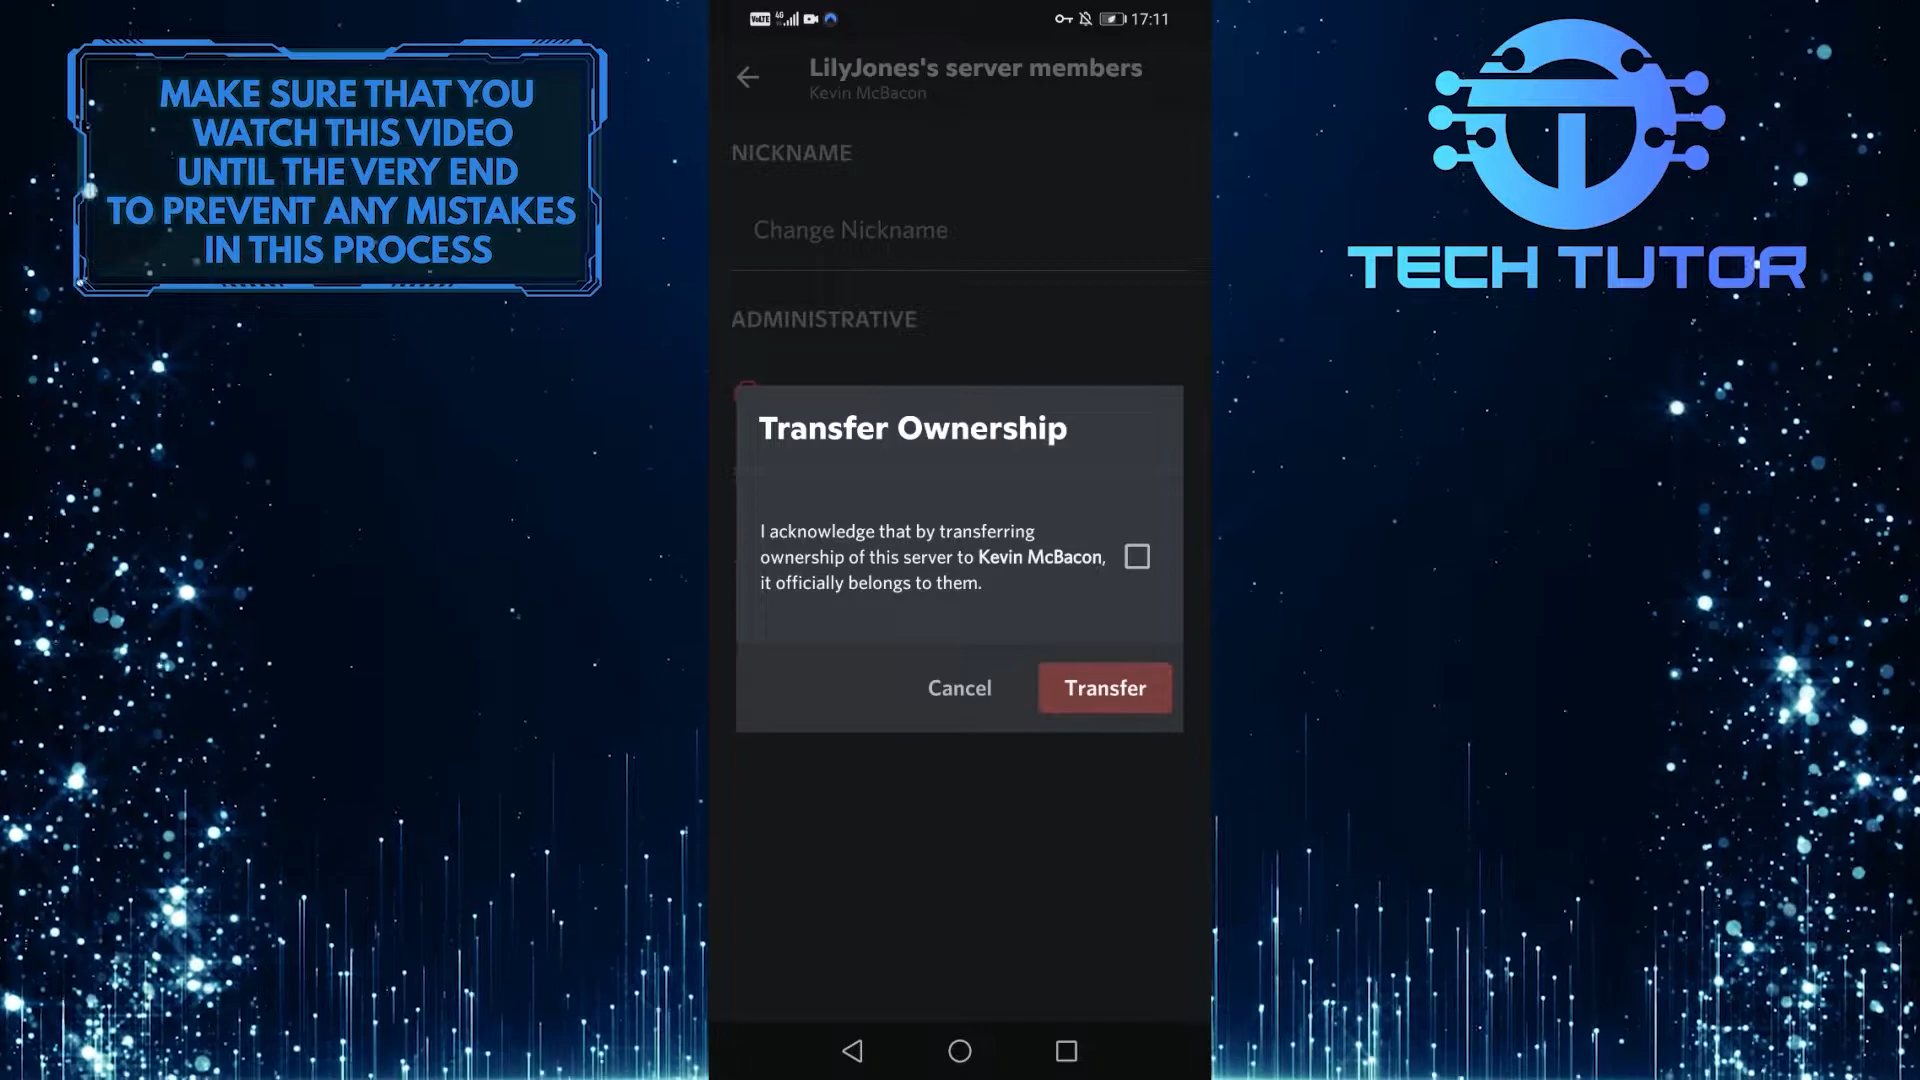 MAKE SURE THAT YOU
WATCH THIS VIDEO
UNTIL THE VERY END
TO PREVENT ANY MISTAKES
IN THIS PROCESS
VoLTE 4G 17:11
LilyJones's server members
Kevin McBacon
NICKNAME
Change Nickname
ADMINISTRATIVE
Transfer Ownership
I acknowledge that by transferring
ownership of this server to Kevin McBacon,
it officially belongs to them.
Cancel Transfer
TECH TUTOR